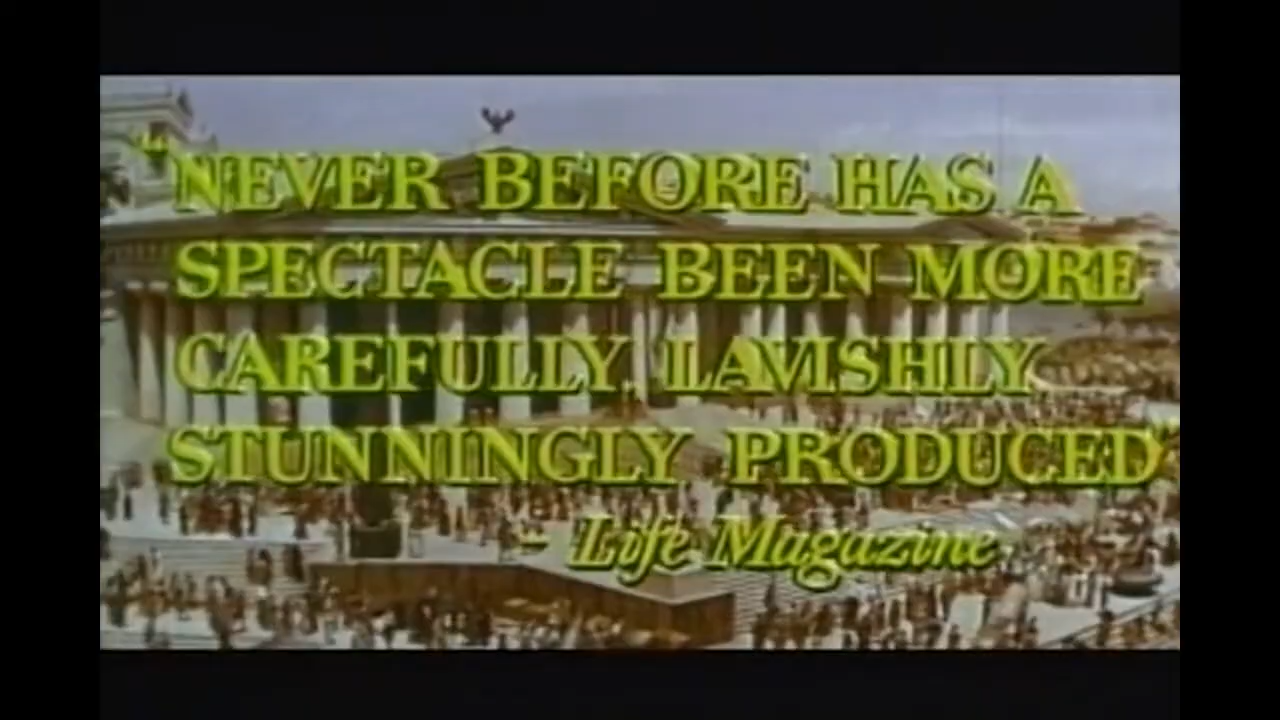 "NEVER BEFORE HAS A
SPECTACLE BEEN MORE
CAREFULLY, LAVISHLY
STUNNINGLY PRODUCED"
- Life Magazine